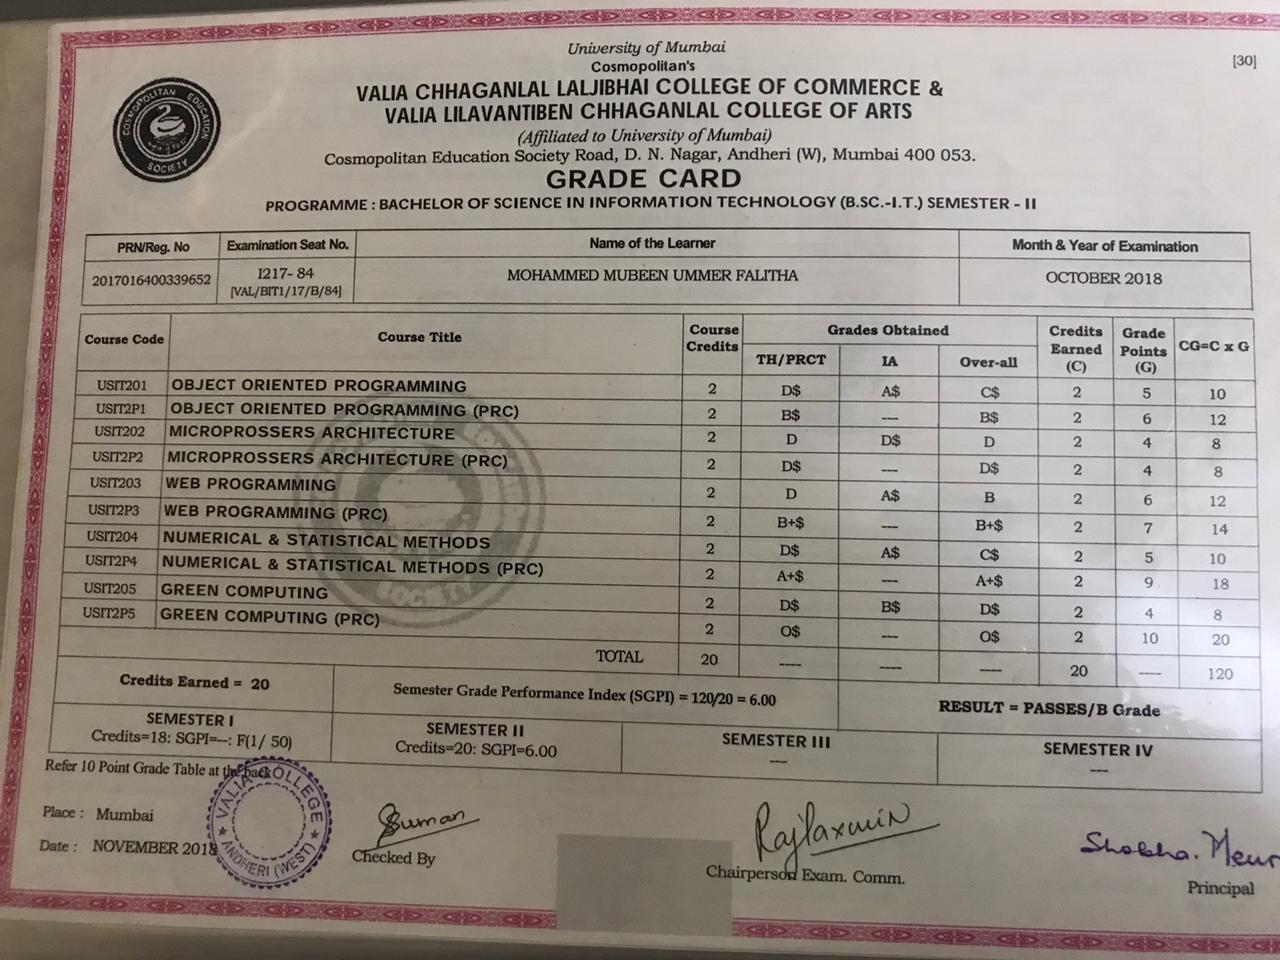 University of Mumbai
[30]
Cosmopolitan's
VALIA CHHAGANLAL LALJIBHAI COLLEGE OF COMMERCE &
VALIA LILAVANTIBEN CHHAGANLAL COLLEGE OF ARTS
(Affiliated to University of Mumbai)
Cosmopolitan Education Society Road, D. N. Nagar, Andheri (W), Mumbai 400 053.
COSMOPOLITAN EDUCATION SOCIETY
GRADE CARD
PROGRAMME : BACHELOR OF SCIENCE IN INFORMATION TECHNOLOGY (B.SC.-I.T.) SEMESTER - II
PRN/Reg. No Examination Seat No. Name of the Learner Month & Year of Examination
2017016400339652 I217- 84 MOHAMMED MUBEEN UMMER FALITHA OCTOBER 2018
[VAL/BIT1/17/B/84]
Course Code Course Title Course Credits Grades Obtained Credits Earned (C) Grade Points (G) CG=C x G
TH/PRCT IA Over-all
USIT201 OBJECT ORIENTED PROGRAMMING 2 D$ A$ C$ 2 5 10
USIT2P1 OBJECT ORIENTED PROGRAMMING (PRC) 2 B$ --- B$ 2 6 12
USIT202 MICROPROSSERS ARCHITECTURE 2 D D$ D 2 4 8
USIT2P2 MICROPROSSERS ARCHITECTURE (PRC) 2 D$ --- D$ 2 4 8
USIT203 WEB PROGRAMMING 2 D A$ B 2 6 12
USIT2P3 WEB PROGRAMMING (PRC) 2 B+$ --- B+$ 2 7 14
USIT204 NUMERICAL & STATISTICAL METHODS 2 D$ A$ C$ 2 5 10
USIT2P4 NUMERICAL & STATISTICAL METHODS (PRC) 2 A+$ --- A+$ 2 9 18
USIT205 GREEN COMPUTING 2 D$ B$ D$ 2 4 8
USIT2P5 GREEN COMPUTING (PRC) 2 O$ --- O$ 2 10 20
TOTAL 20 ---- ---- ---- 20 ---- 120
Credits Earned = 20 Semester Grade Performance Index (SGPI) = 120/20 = 6.00 RESULT = PASSES/B Grade
SEMESTER I SEMESTER II SEMESTER III SEMESTER IV
Credits=18: SGPI=--: F(1/ 50) Credits=20: SGPI=6.00 --- ---
Refer 10 Point Grade Table at the back
VALIA COLLEGE
ANDHERI (WEST)
Place : Mumbai
Date : NOVEMBER 2018
Suman
Checked By
Rajlaxmin
Chairperson Exam. Comm.
Shobha.
Principal